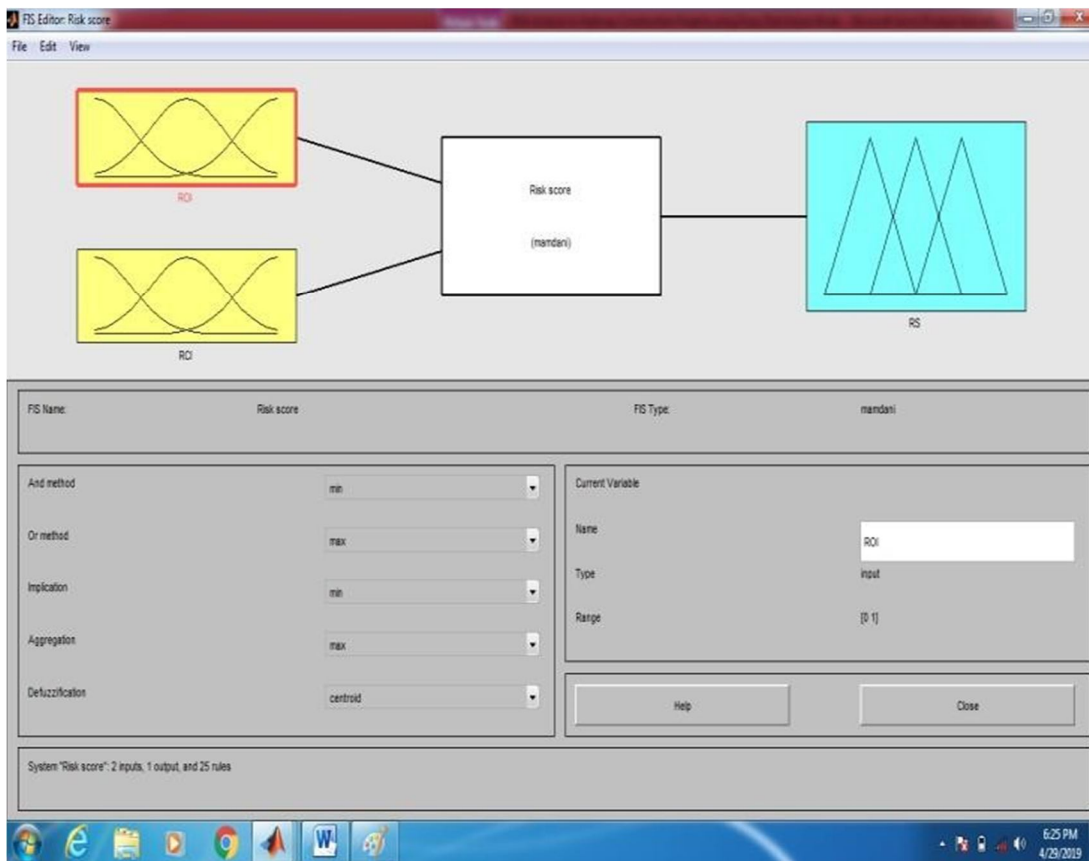 FIS Editor: Risk score
File Edit View
ROI
Risk score
(mamdani)
RS
RCI
FIS Name: Risk score FIS Type: mamdani
And method min
Or method max
Implication min
Aggregation max
Defuzzification centroid
Current Variable
Name ROI
Type input
Range [0 1]
Help Close
System "Risk score": 2 inputs, 1 output, and 25 rules
6:25 PM
4/29/2019